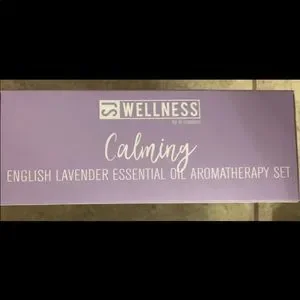 SJ WELLNESS
Calming
ENGLISH LAVENDER ESSENTIAL OIL AROMATHERAPY SET